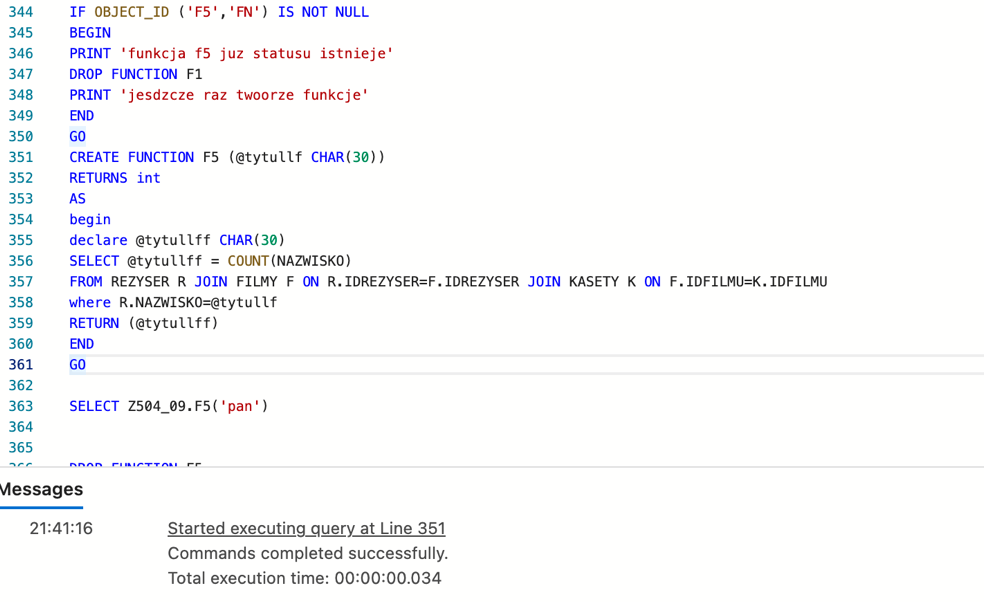 344 IF OBJECT_ID ('F5','FN') IS NOT NULL
345 BEGIN
346 PRINT 'funkcja f5 juz statusu istnieje'
347 DROP FUNCTION F1
348 PRINT 'jesdzcze raz twoorze funkcje'
349 END
350 GO
351 CREATE FUNCTION F5 (@tytullf CHAR(30))
352 RETURNS int
353 AS
354 begin
355 declare @tytullff CHAR(30)
356 SELECT @tytullff = COUNT(NAZWISKO)
357 FROM REZYSER R JOIN FILMY F ON R.IDREZYSER=F.IDREZYSER JOIN KASETY K ON F.IDFILMU=K.IDFILMU
358 where R.NAZWISKO=@tytullf
359 RETURN (@tytullff)
360 END
361 GO
362
363 SELECT Z504_09.F5('pan')
364
365
366 DROP FUNCTION F5
Messages
21:41:16 Started executing query at Line 351
Commands completed successfully.
Total execution time: 00:00:00.034